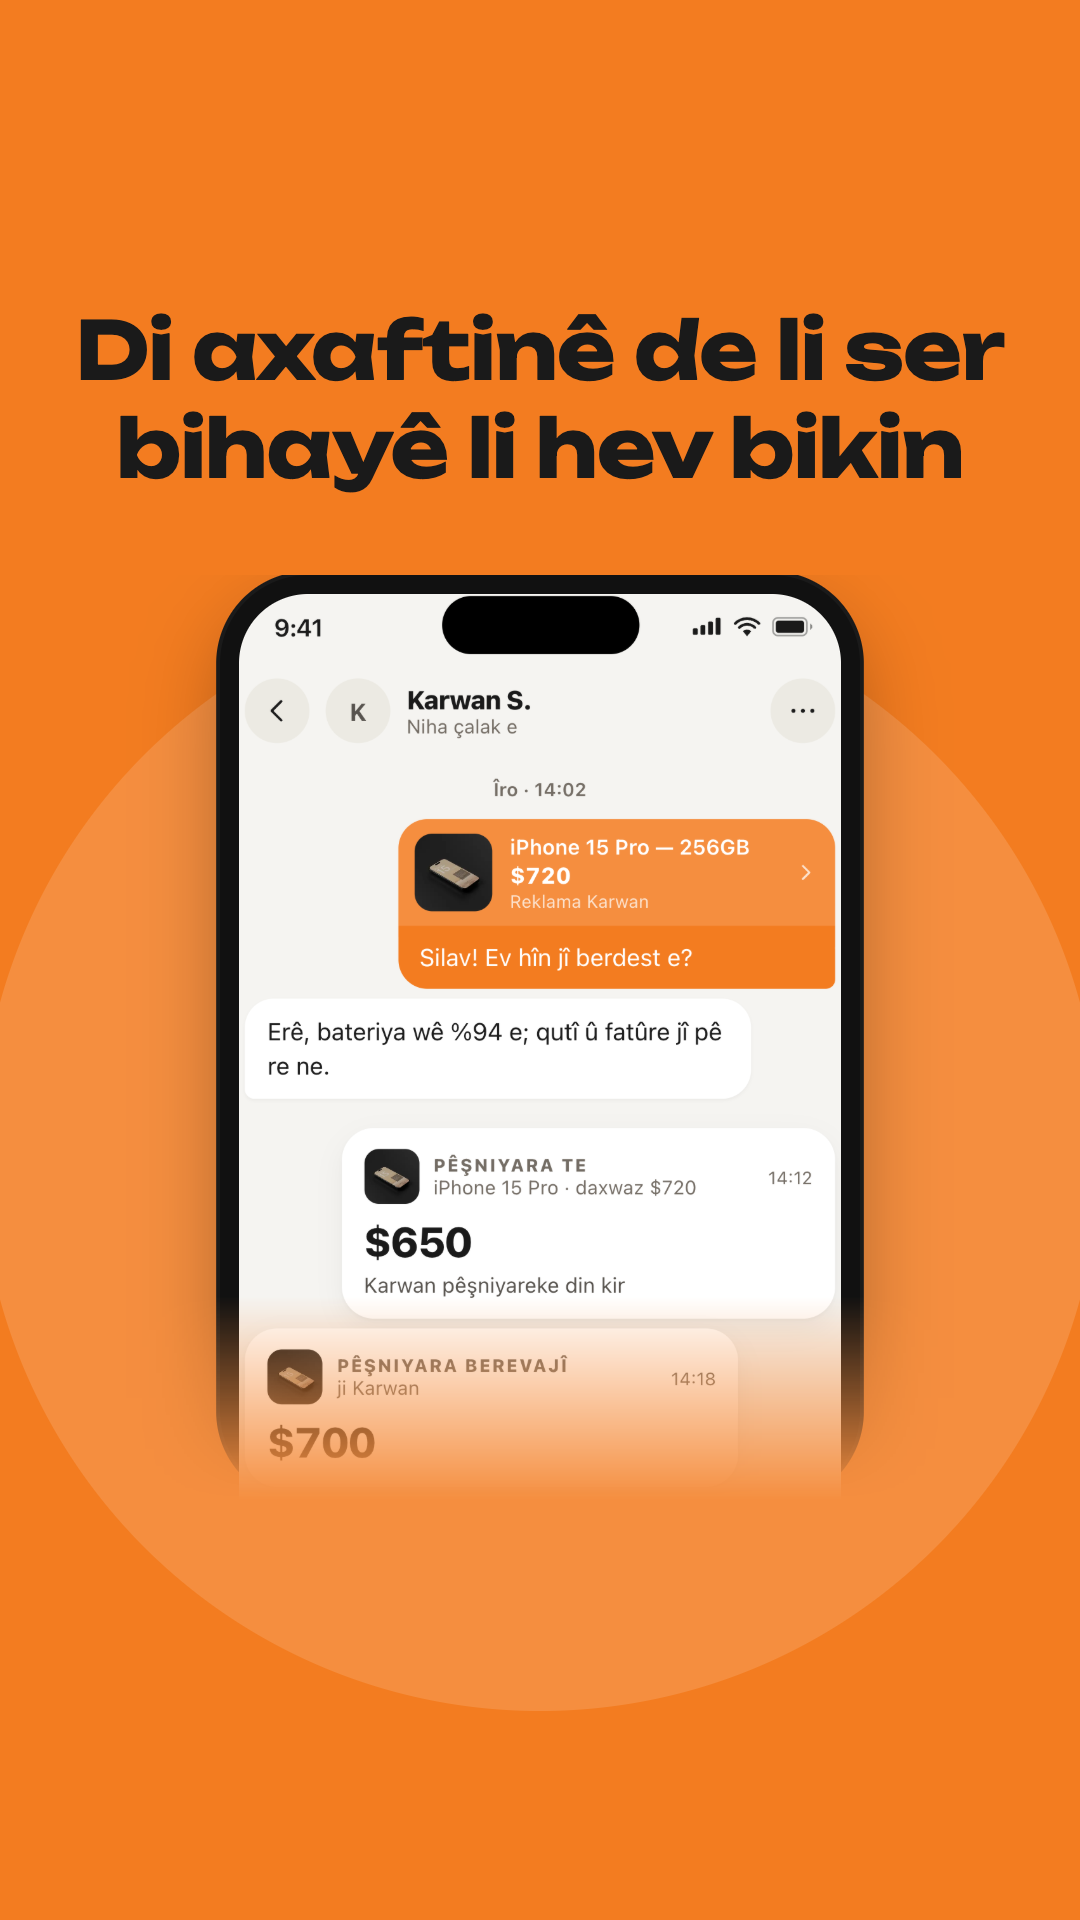 Di axaftinê de li ser
bihayê li hev bikin
9:41
K
Karwan S.
Niha çalak e
Îro · 14:02
iPhone 15 Pro — 256GB
$720
Reklama Karwan
Silav! Ev hîn jî berdest e?
Erê, bateriya wê %94 e; qutî û fatûre jî pê
re ne.
PÊŞNIYARA TE
14:12
iPhone 15 Pro · daxwaz $720
$650
Karwan pêşniyareke din kir
PÊŞNIYARA BEREVAJÎ
14:18
ji Karwan
$700